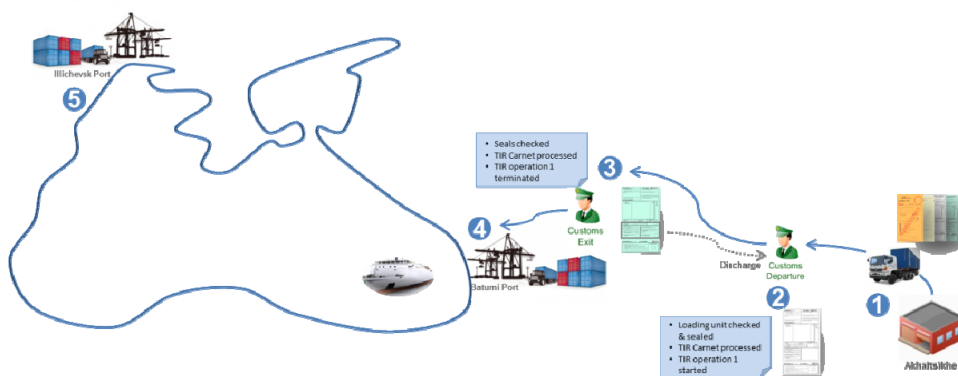 Illichevsk Port
5
• Seals checked
• TIR Carnet processed
• TIR operation 1
terminated
3
4
Customs
Exit
Batumi Port
Discharge
Customs
Departure
2
1
• Loading unit checked
& sealed
• TIR Carnet processed
• TIR operation 1
started
Akhaltsikhe